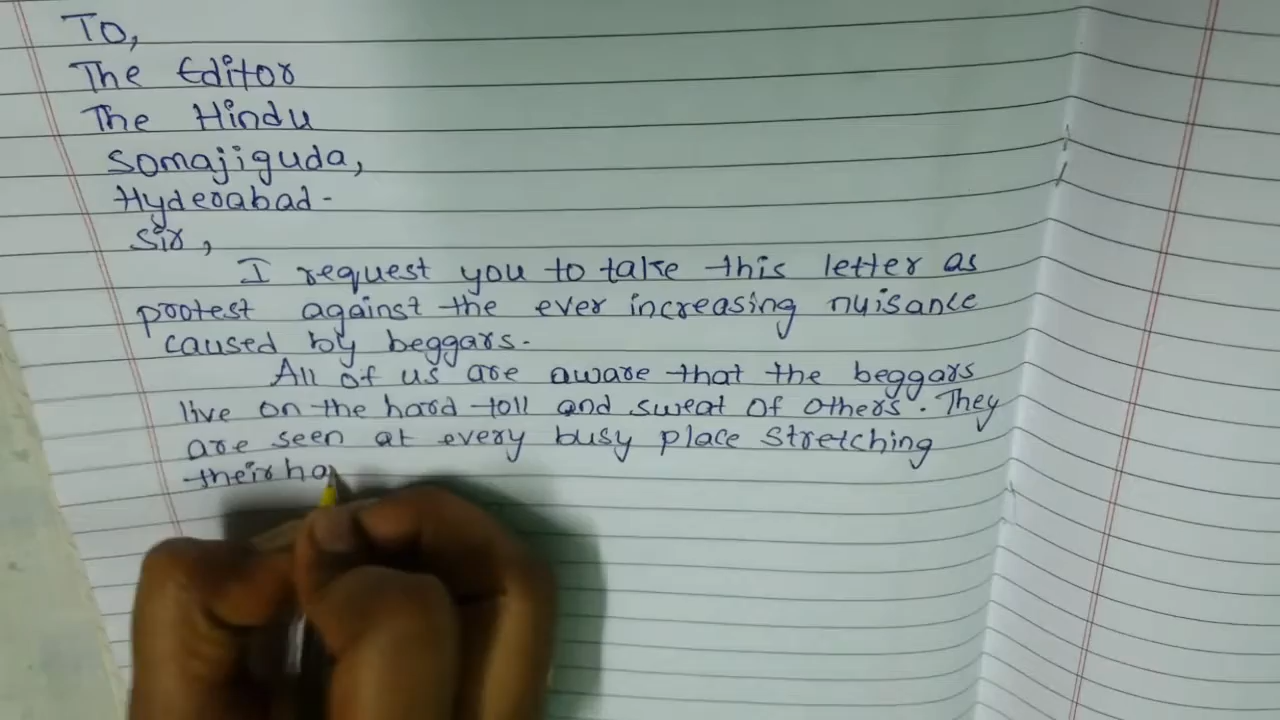 To,
The Editor
The Hindu
Somajiguda,
Hyderabad-
Sir,
I request you to take this letter as
protest against the ever increasing nuisance
caused by beggars.
All of us are aware that the beggars
live on the hard toll and sweat of others. They
are seen at every busy place stretching
their ha